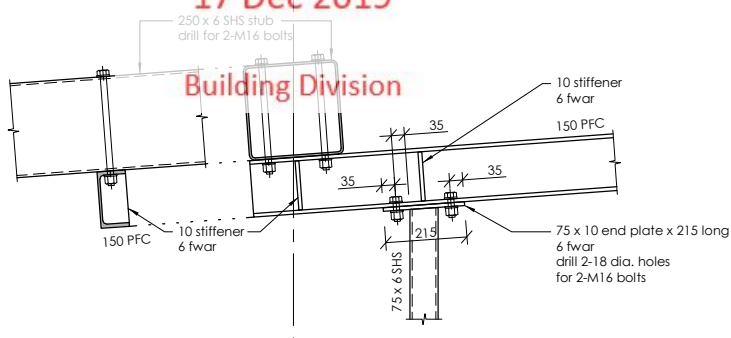 17 Dec 2019
250 x 6 SHS stub
drill for 2-M16 bolts
Building Division
10 stiffener
6 fwar
35
150 PFC
35
35
150 PFC
10 stiffener
6 fwar
215
75 x 6 SHS
75 x 10 end plate x 215 long
6 fwar
drill 2-18 dia. holes
for 2-M16 bolts